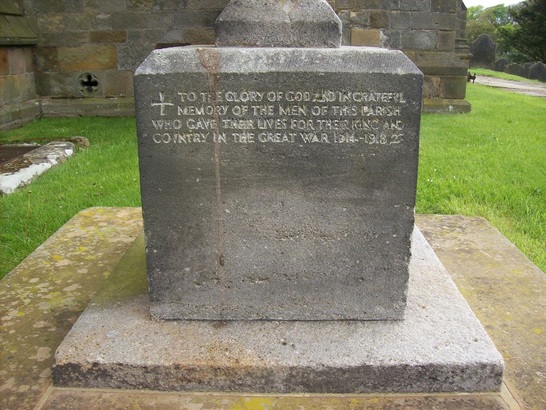 TO THE GLORY OF GOD AND IN GRATEFUL
MEMORY OF THE MEN OF THIS PARISH
WHO GAVE THEIR LIVES FOR THEIR KING AND
COUNTRY IN THE GREAT WAR 1914-1918